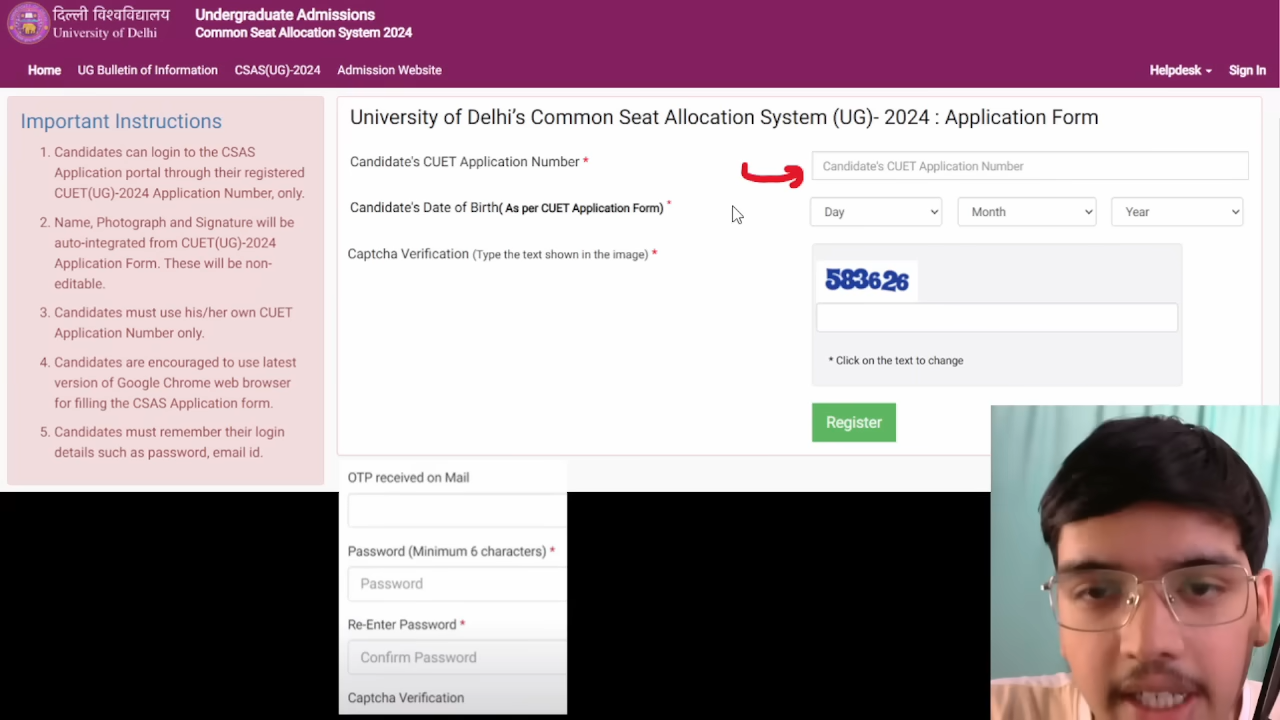 दिल्ली विश्वविद्यालय
University of Delhi
Undergraduate Admissions
Common Seat Allocation System 2024
Home UG Bulletin of Information CSAS(UG)-2024 Admission Website Helpdesk Sign In
Important Instructions
1. Candidates can login to the CSAS
Application portal through their registered
CUET(UG)-2024 Application Number, only.
2. Name, Photograph and Signature will be
auto-integrated from CUET(UG)-2024
Application Form. These will be non-
editable.
3. Candidates must use his/her own CUET
Application Number only.
4. Candidates are encouraged to use latest
version of Google Chrome web browser
for filling the CSAS Application form.
5. Candidates must remember their login
details such as password, email id.
University of Delhi’s Common Seat Allocation System (UG)- 2024 : Application Form
Candidate's CUET Application Number * Candidate's CUET Application Number
Candidate's Date of Birth( As per CUET Application Form) * Day Month Year
Captcha Verification (Type the text shown in the image) *
583626
* Click on the text to change
Register
OTP received on Mail
Password (Minimum 6 characters) *
Password
Re-Enter Password *
Confirm Password
Captcha Verification